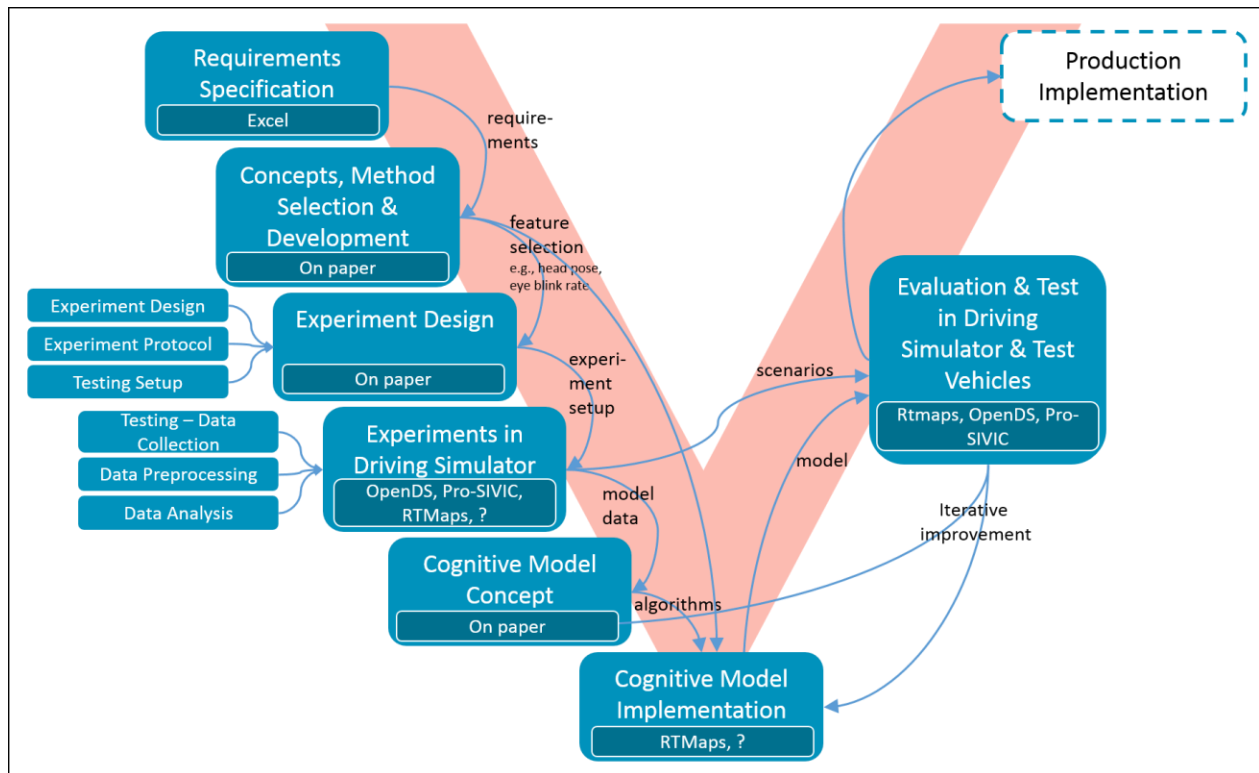 Requirements
Specification
Excel
require-
ments
Concepts, Method
Selection &
Development
On paper
feature
selection
e.g., head pose,
eye blink rate
Experiment Design
Experiment Protocol
Testing Setup
Experiment Design
On paper
experi-
ment
setup
Testing – Data
Collection
Data Preprocessing
Data Analysis
Experiments in
Driving Simulator
OpenDS, Pro-SIVIC,
RTMaps, ?
model
data
Cognitive Model
Concept
On paper
algorithms
Cognitive Model
Implementation
RTMaps, ?
scenarios
model
Iterative
improvement
Evaluation & Test
in Driving
Simulator & Test
Vehicles
Rtmaps, OpenDS, Pro-
SIVIC
Production
Implementation